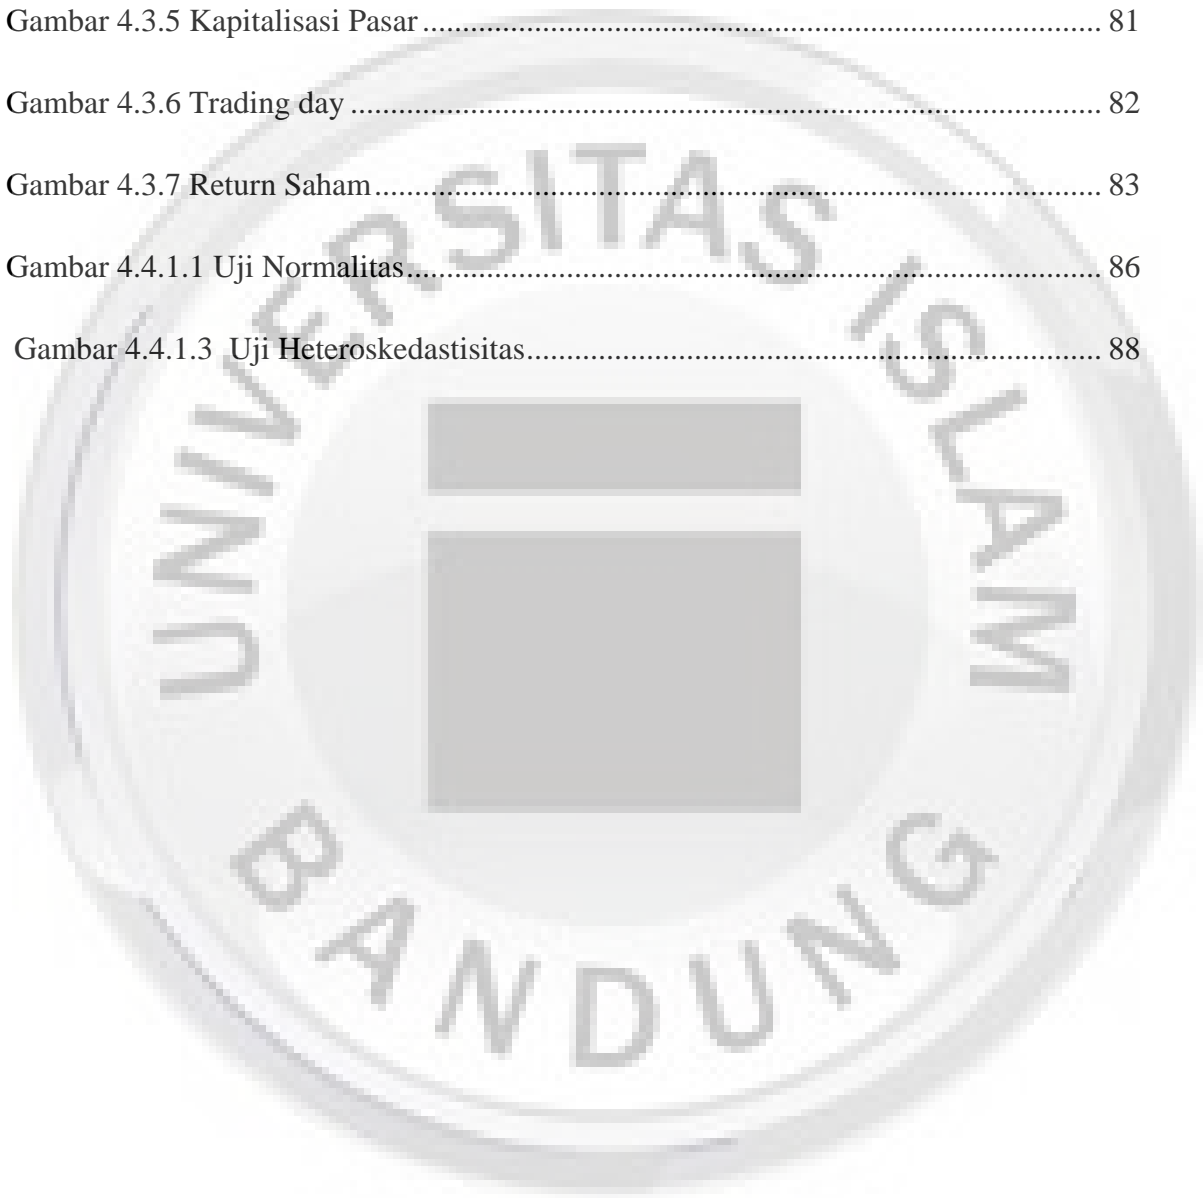 Gambar 4.3.5 Kapitalisasi Pasar ..................................................................................... 81
Gambar 4.3.6 Trading day .............................................................................................. 82
Gambar 4.3.7 Return Saham ........................................................................................... 83
Gambar 4.4.1.1 Uji Normalitas ....................................................................................... 86
Gambar 4.4.1.3 Uji Heteroskedastisitas ........................................................................ 88
UNIVERSITAS ISLAM
BANDUNG